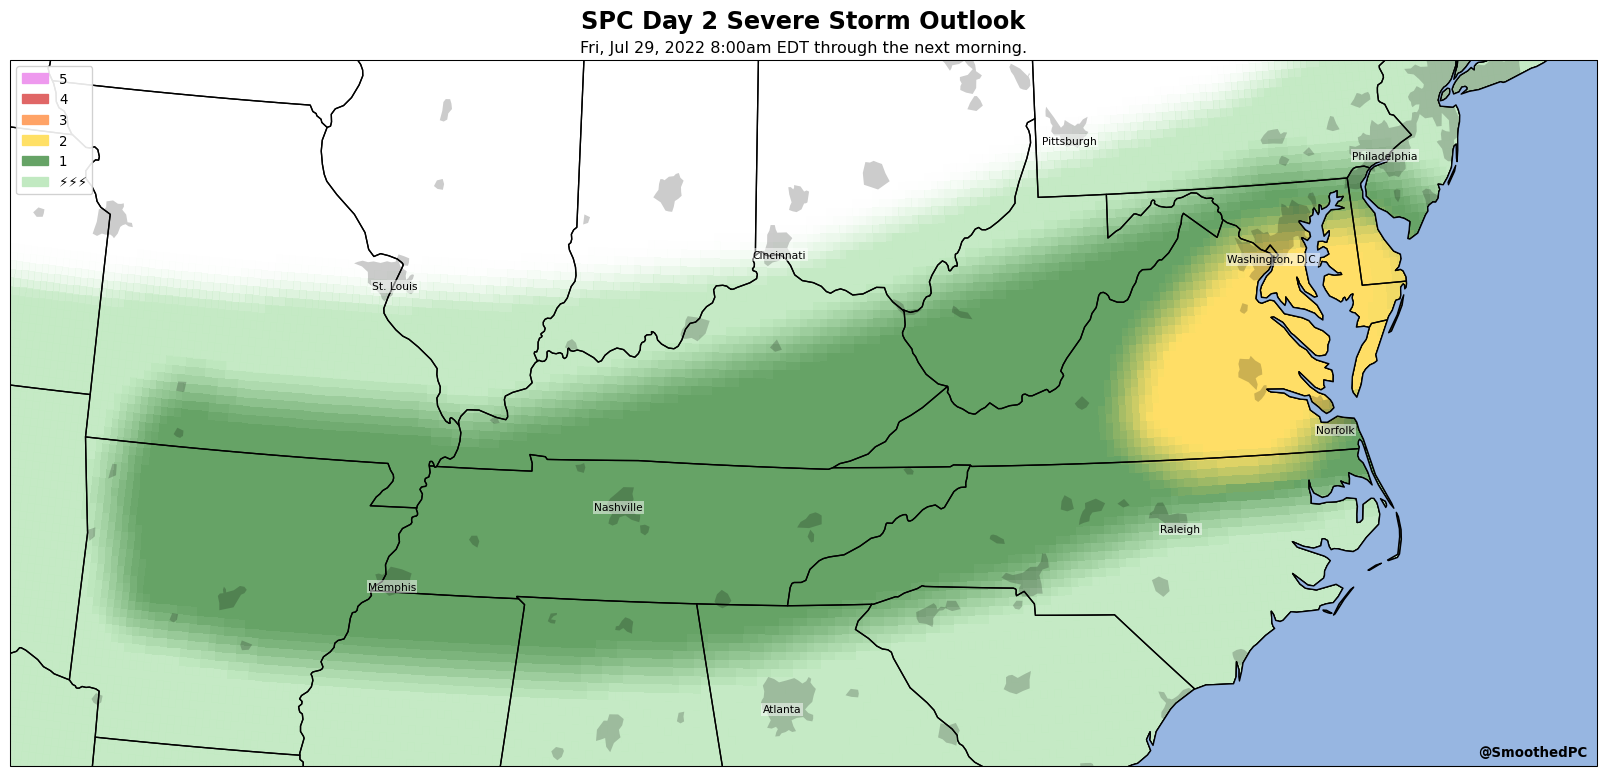 SPC Day 2 Severe Storm Outlook
Fri, Jul 29, 2022 8:00am EDT through the next morning.
5
4
3
2
1
⚡⚡⚡
Pittsburgh
Philadelphia
Cincinnati
Washington, D.C.
St. Louis
Norfolk
Nashville
Raleigh
Memphis
Atlanta
@SmoothedPC